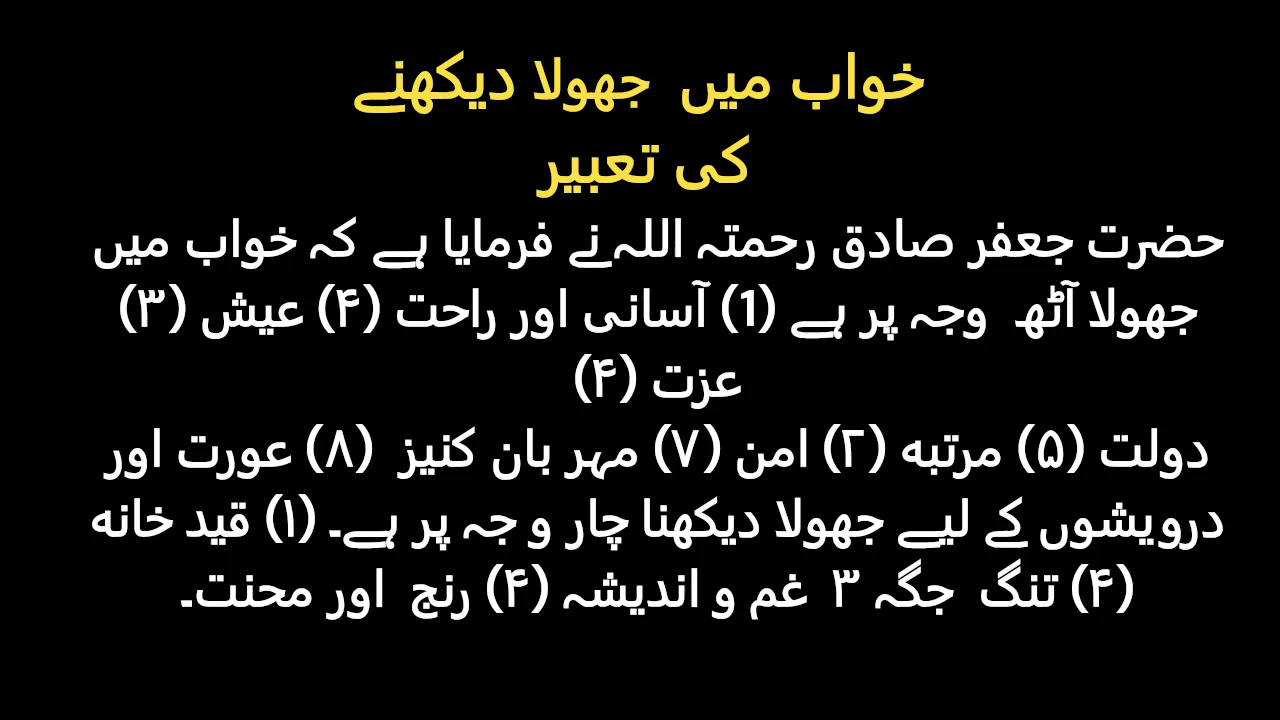 خواب میں جھولا دیکھنے
کی تعبیر
حضرت جعفر صادق رحمتہ اللہ نے فرمایا ہے کہ خواب میں
جھولا آٹھ وجہ پر ہے (1) آسانی اور راحت (۴) عیش (۳)
عزت (۴)
دولت (۵) مرتبه (۲) امن (۷) مہر بان کنیز (۸) عورت اور
درویشوں کے لیے جھولا دیکھنا چار و جہ پر ہے۔ (۱) قید خانه
(۴) تنگ جگہ ۳ غم و اندیشہ (۴) رنج اور محنت۔